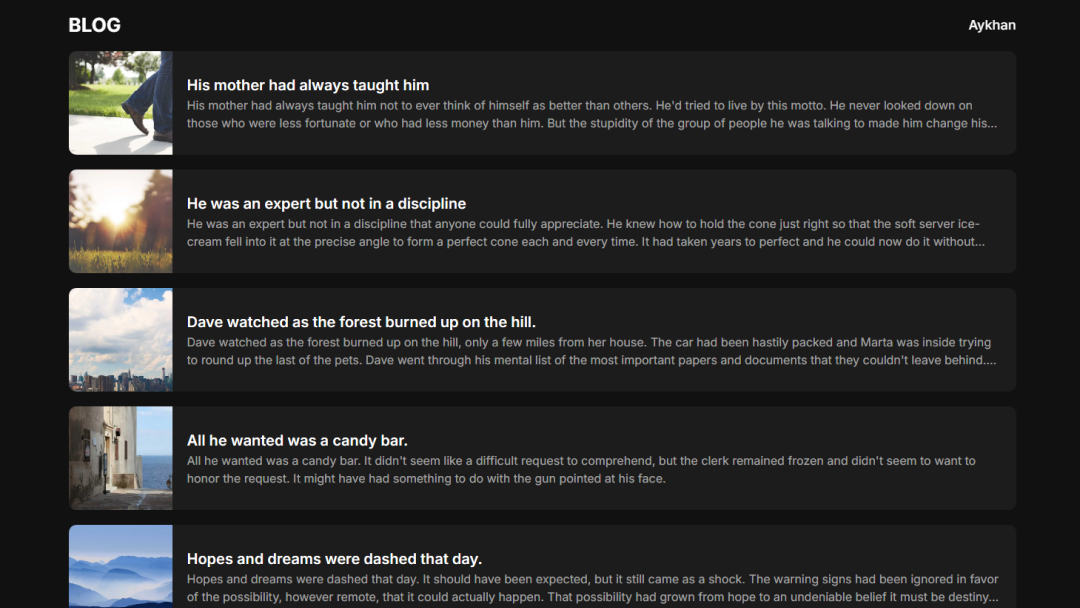 BLOG
Aykhan
His mother had always taught him
His mother had always taught him not to ever think of himself as better than others. He'd tried to live by this motto. He never looked down on
those who were less fortunate or who had less money than him. But the stupidity of the group of people he was talking to made him change his...
He was an expert but not in a discipline
He was an expert but not in a discipline that anyone could fully appreciate. He knew how to hold the cone just right so that the soft server ice-
cream fell into it at the precise angle to form a perfect cone each and every time. It had taken years to perfect and he could now do it without...
Dave watched as the forest burned up on the hill.
Dave watched as the forest burned up on the hill, only a few miles from her house. The car had been hastily packed and Marta was inside trying
to round up the last of the pets. Dave went through his mental list of the most important papers and documents that they couldn't leave behind....
All he wanted was a candy bar.
All he wanted was a candy bar. It didn't seem like a difficult request to comprehend, but the clerk remained frozen and didn't seem to want to
honor the request. It might have had something to do with the gun pointed at his face.
Hopes and dreams were dashed that day.
Hopes and dreams were dashed that day. It should have been expected, but it still came as a shock. The warning signs had been ignored in favor
of the possibility, however remote, that it could actually happen. That possibility had grown from hope to an undeniable belief it must be destiny...